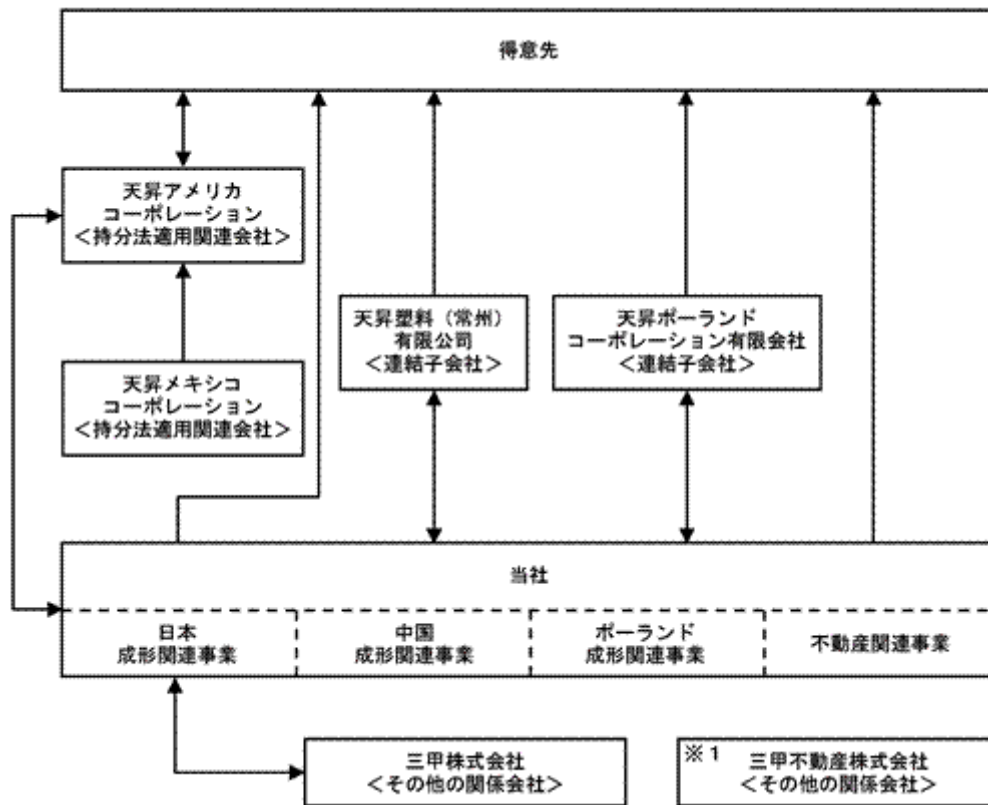 得意先
天昇アメリカ
コーポレーション
＜持分法適用関連会社＞
天昇塑料（常州）
有限公司
＜連結子会社＞
天昇ポーランド
コーポレーション有限会社
＜連結子会社＞
天昇メキシコ
コーポレーション
＜持分法適用関連会社＞
当社
日本
成形関連事業
中国
成形関連事業
ポーランド
成形関連事業
不動産関連事業
三甲株式会社
＜その他の関係会社＞
※1 三甲不動産株式会社
＜その他の関係会社＞